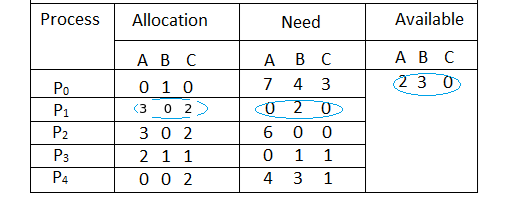 Process Allocation Need Available
A B C A B C A B C
P0 0 1 0 7 4 3 2 3 0
P1 3 0 2 0 2 0
P2 3 0 2 6 0 0
P3 2 1 1 0 1 1
P4 0 0 2 4 3 1